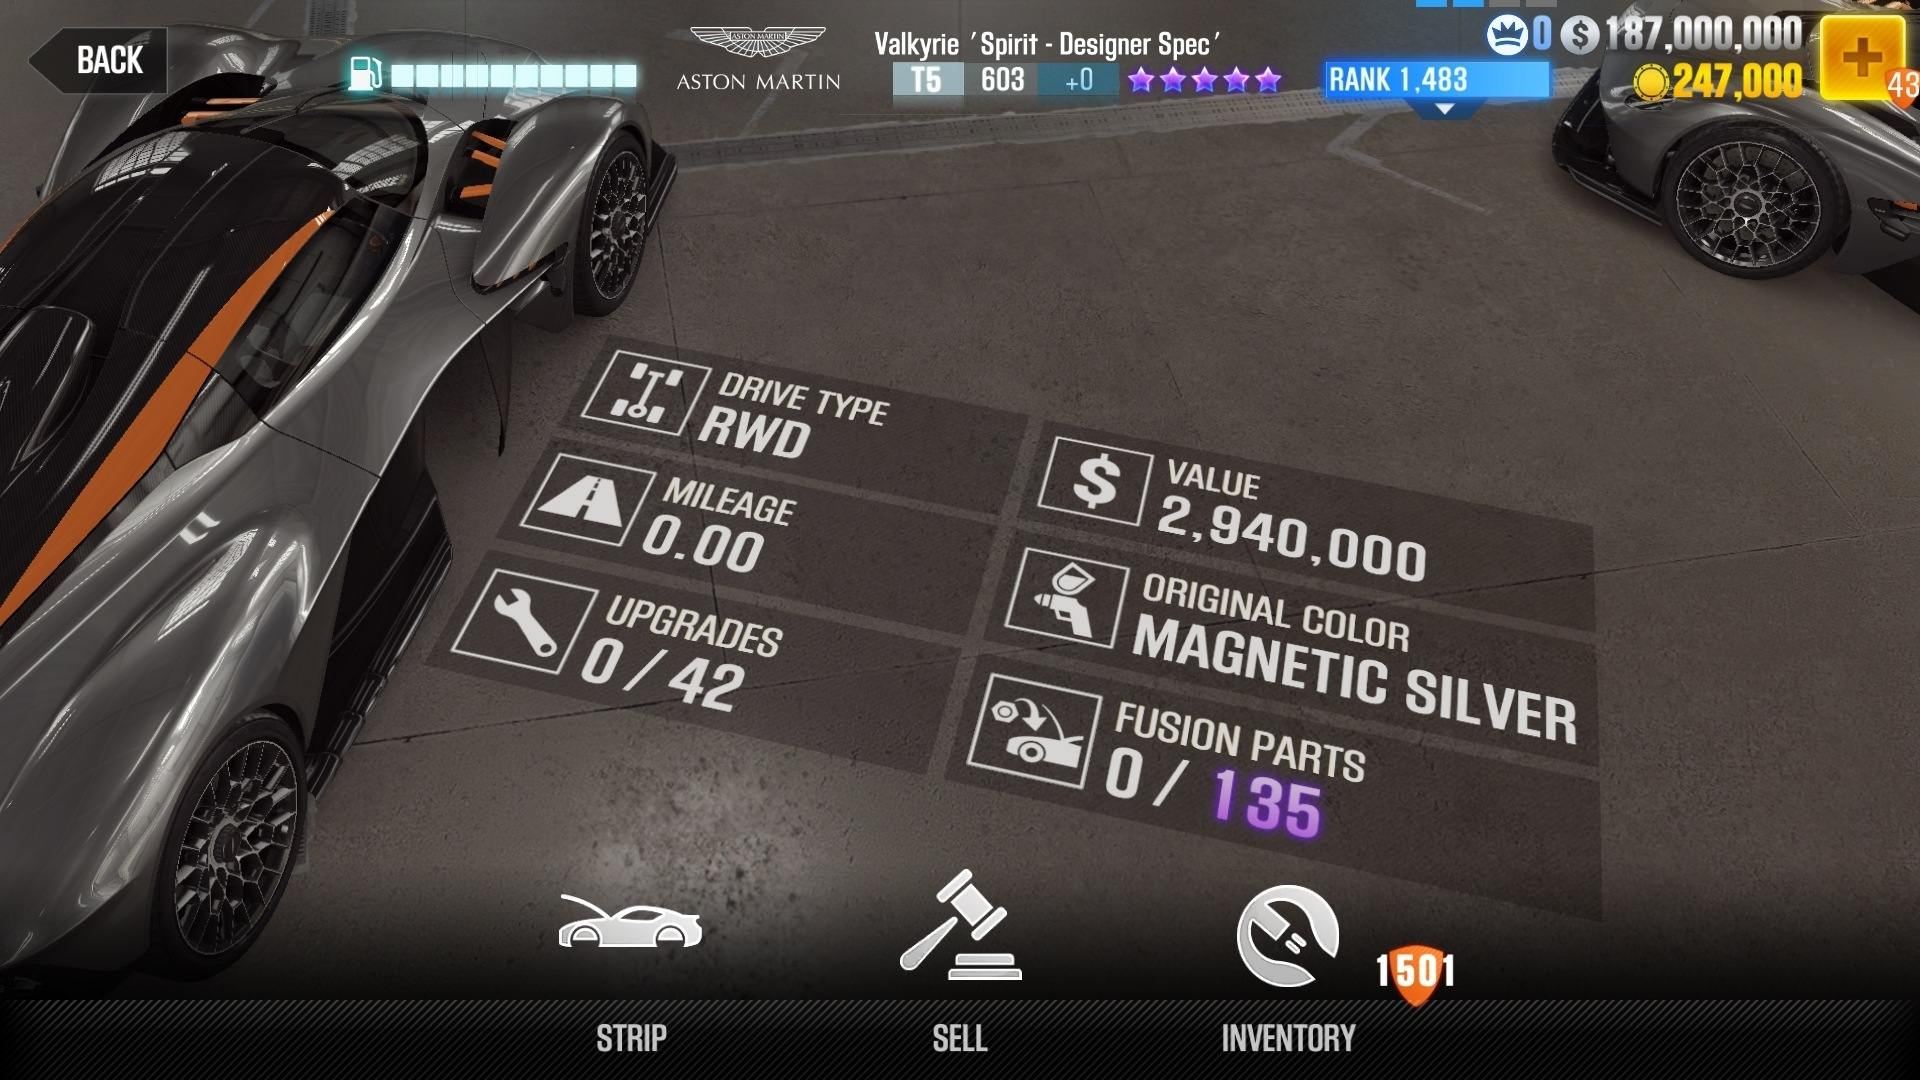 BACK
ASTON MARTIN
ASTON MARTIN
Valkyrie 'Spirit - Designer Spec'
T5 603 +0
RANK 1,483
0 $ 187,000,000
247,000
43
DRIVE TYPE
RWD
MILEAGE
0.00
UPGRADES
0 / 42
$ VALUE
2,940,000
ORIGINAL COLOR
MAGNETIC SILVER
FUSION PARTS
0 / 135
1501
STRIP
SELL
INVENTORY